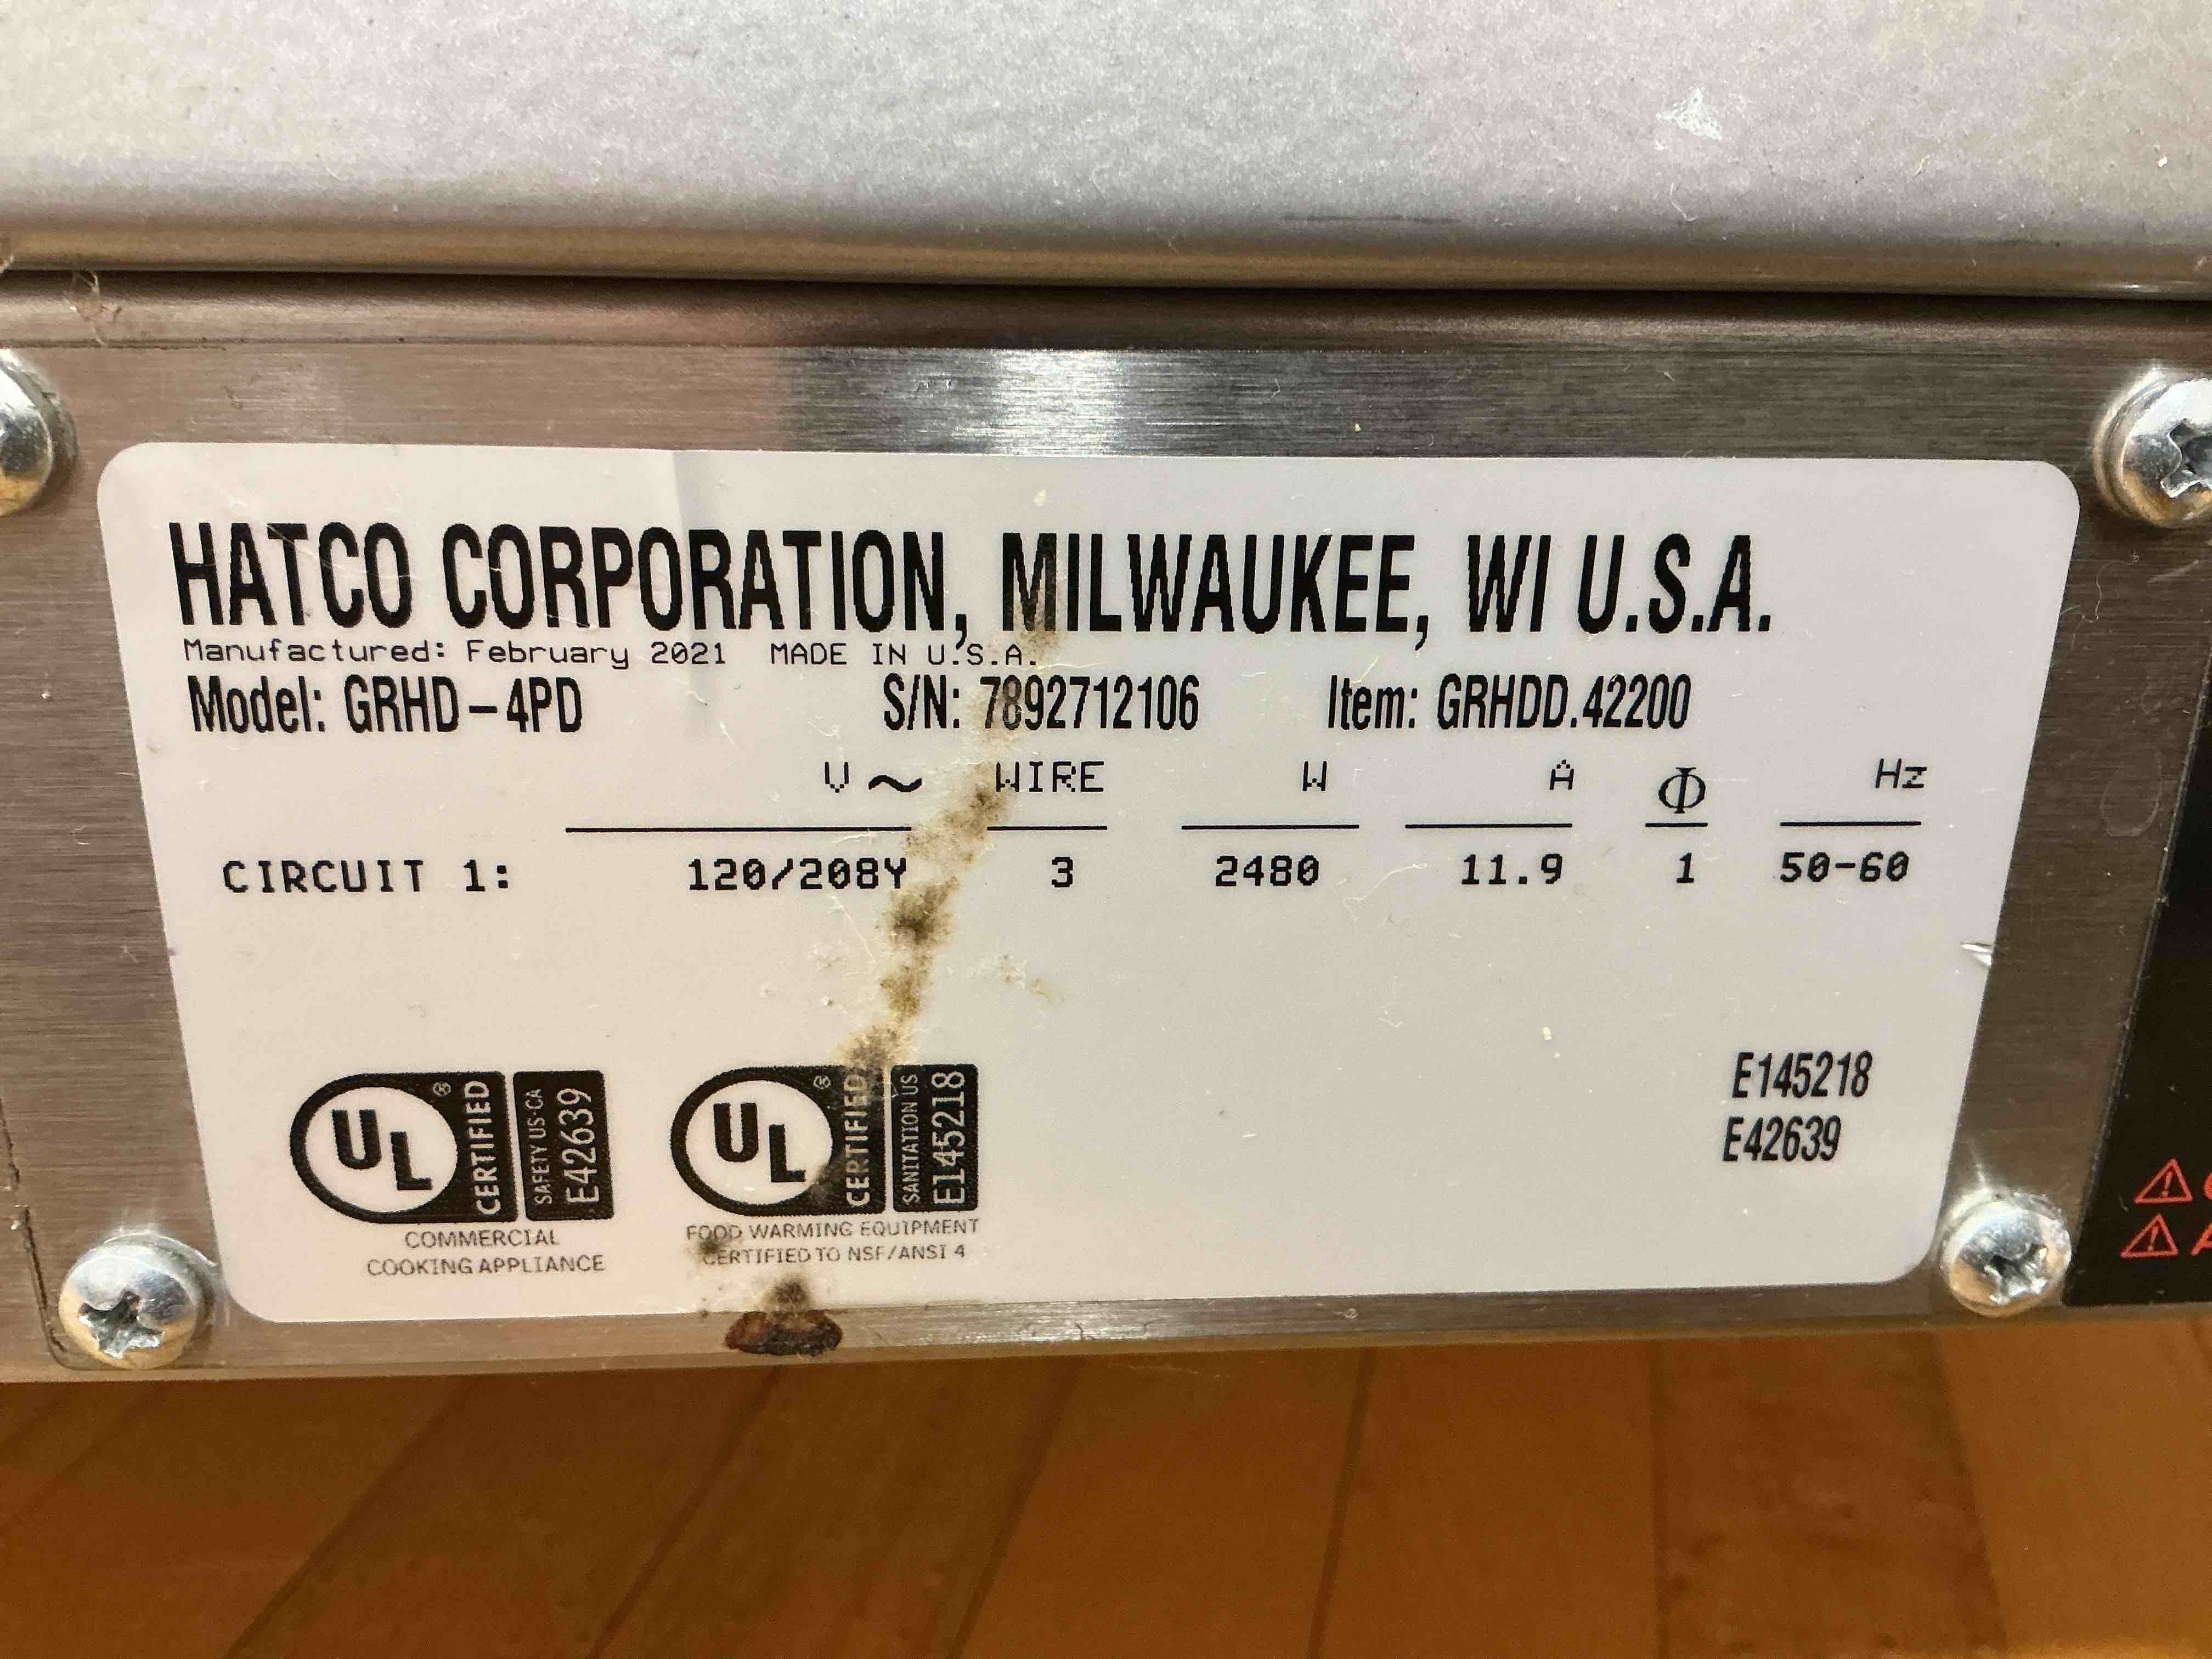 HATCO CORPORATION, MILWAUKEE, WI U.S.A.
Manufactured: February 2021 MADE IN U.S.A.
Model: GRHD-4PD S/N: 7892712106 Item: GRHDD.42200
V ~ WIRE W A Φ Hz
CIRCUIT 1: 120/208Y 3 2480 11.9 1 50-60
E145218
E42639
UL ® CERTIFIED SAFETY US·CA E42639
COMMERCIAL
COOKING APPLIANCE
UL ® CERTIFIED SANITATION US E145218
FOOD WARMING EQUIPMENT
CERTIFIED TO NSF/ANSI 4